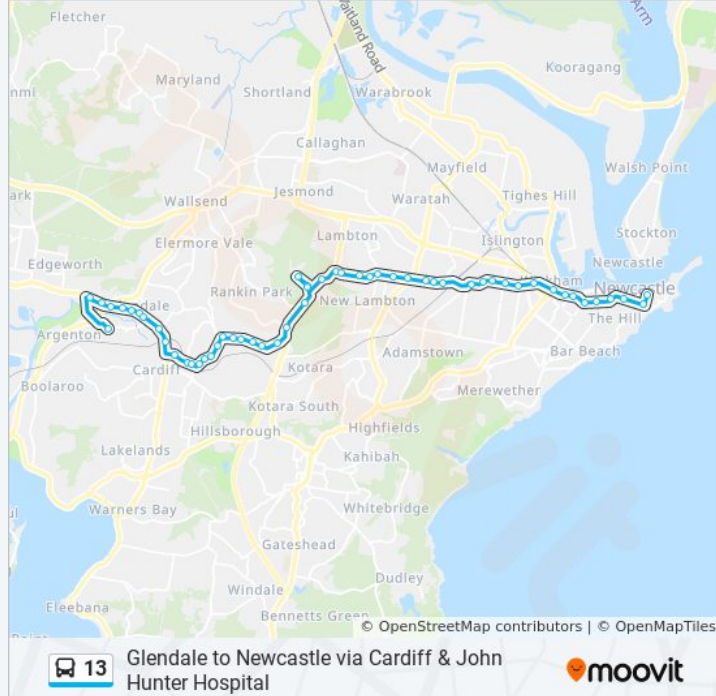 Fletcher
Arm
Maitland Road
Kooragang
Maryland
Shortland
Warabrook
Callaghan
Mayfield
Walsh Point
ark
Wallsend
Jesmond
Waratah
Tighes Hill
Elermore Vale
Lambton
Islington
Stockton
Edgeworth
Newcastle
Rankin Park
New Lambton
Newcastle
Argenton
The Hill
Cardiff
Adamstown
Bar Beach
Boolaroo
Kotara
Merewether
Kotara South
Hillsborough
Highfields
Lakelands
Kahibah
Warners Bay
Whitebridge
Gateshead
Dudley
Windale
Eleebana
Bennetts Green
© OpenStreetMap contributors | © OpenMapTiles
13 Glendale to Newcastle via Cardiff & John
Hunter Hospital
moovit